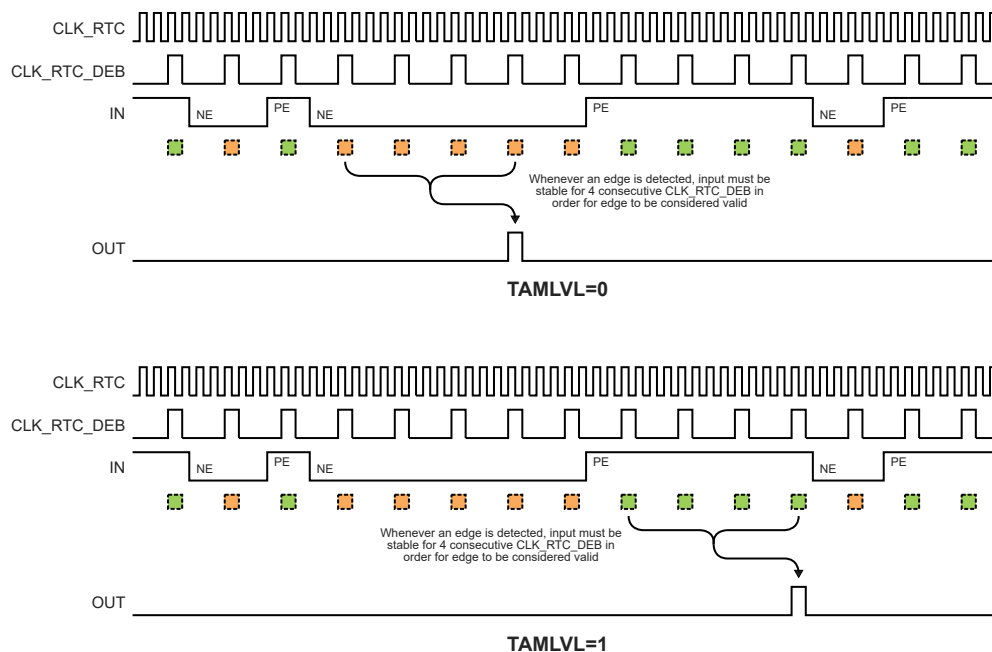 CLK_RTC
CLK_RTC_DEB
IN
NE
PE
NE
PE
NE
PE
Whenever an edge is detected, input must be
stable for 4 consecutive CLK_RTC_DEB in
order for edge to be considered valid
OUT
TAMLVL=0
CLK_RTC
CLK_RTC_DEB
IN
NE
PE
NE
PE
NE
PE
Whenever an edge is detected, input must be
stable for 4 consecutive CLK_RTC_DEB in
order for edge to be considered valid
OUT
TAMLVL=1